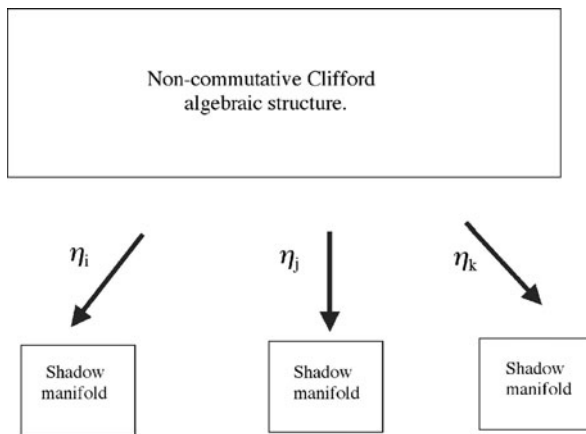 Non-commutative Clifford
algebraic structure.
ηi
ηj
ηk
Shadow
manifold
Shadow
manifold
Shadow
manifold